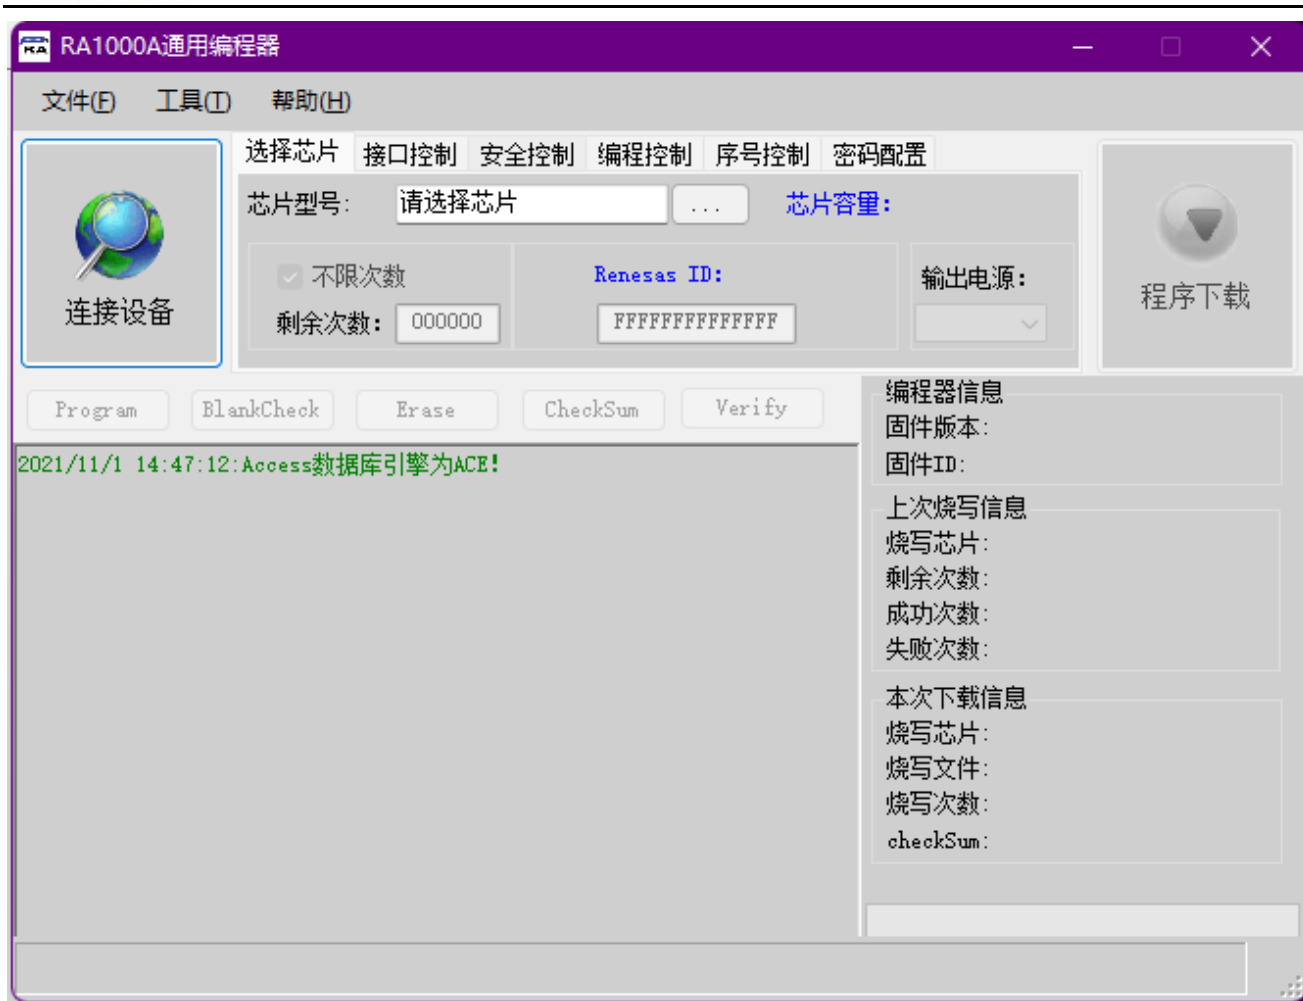 RA
RA1000A通用编程器
文件(F) 工具(T) 帮助(H)
选择芯片 接口控制 安全控制 编程控制 序号控制 密码配置
连接设备
芯片型号: 请选择芯片 ... 芯片容量:
不限次数
剩余次数: 000000
Renesas ID:
FFFFFFFFFFFFFF
输出电源:
程序下载
Program BlankCheck Erase CheckSum Verify
2021/11/1 14:47:12:Access数据库引擎为ACE!
编程器信息
固件版本:
固件ID:
上次烧写信息
烧写芯片:
剩余次数:
成功次数:
失败次数:
本次下载信息
烧写芯片:
烧写文件:
烧写次数:
checkSum: